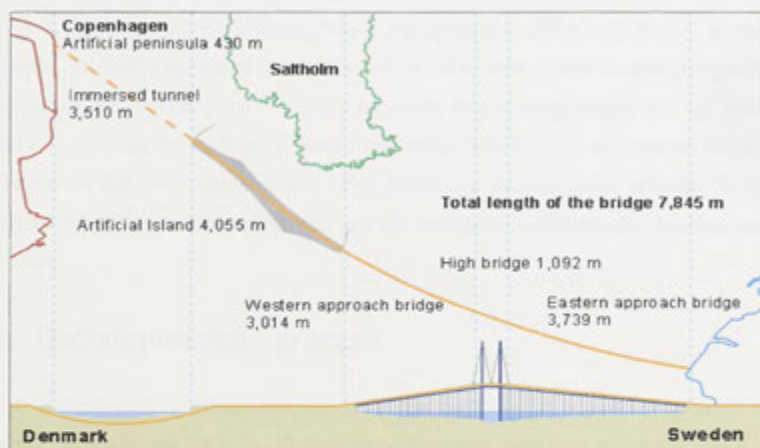 Copenhagen
Artificial peninsula 430 m
Saltholm
Immersed tunnel
3,510 m
Total length of the bridge 7,845 m
Artificial Island 4,055 m
High bridge 1,092 m
Western approach bridge
3,014 m
Eastern approach bridge
3,739 m
Denmark
Sweden